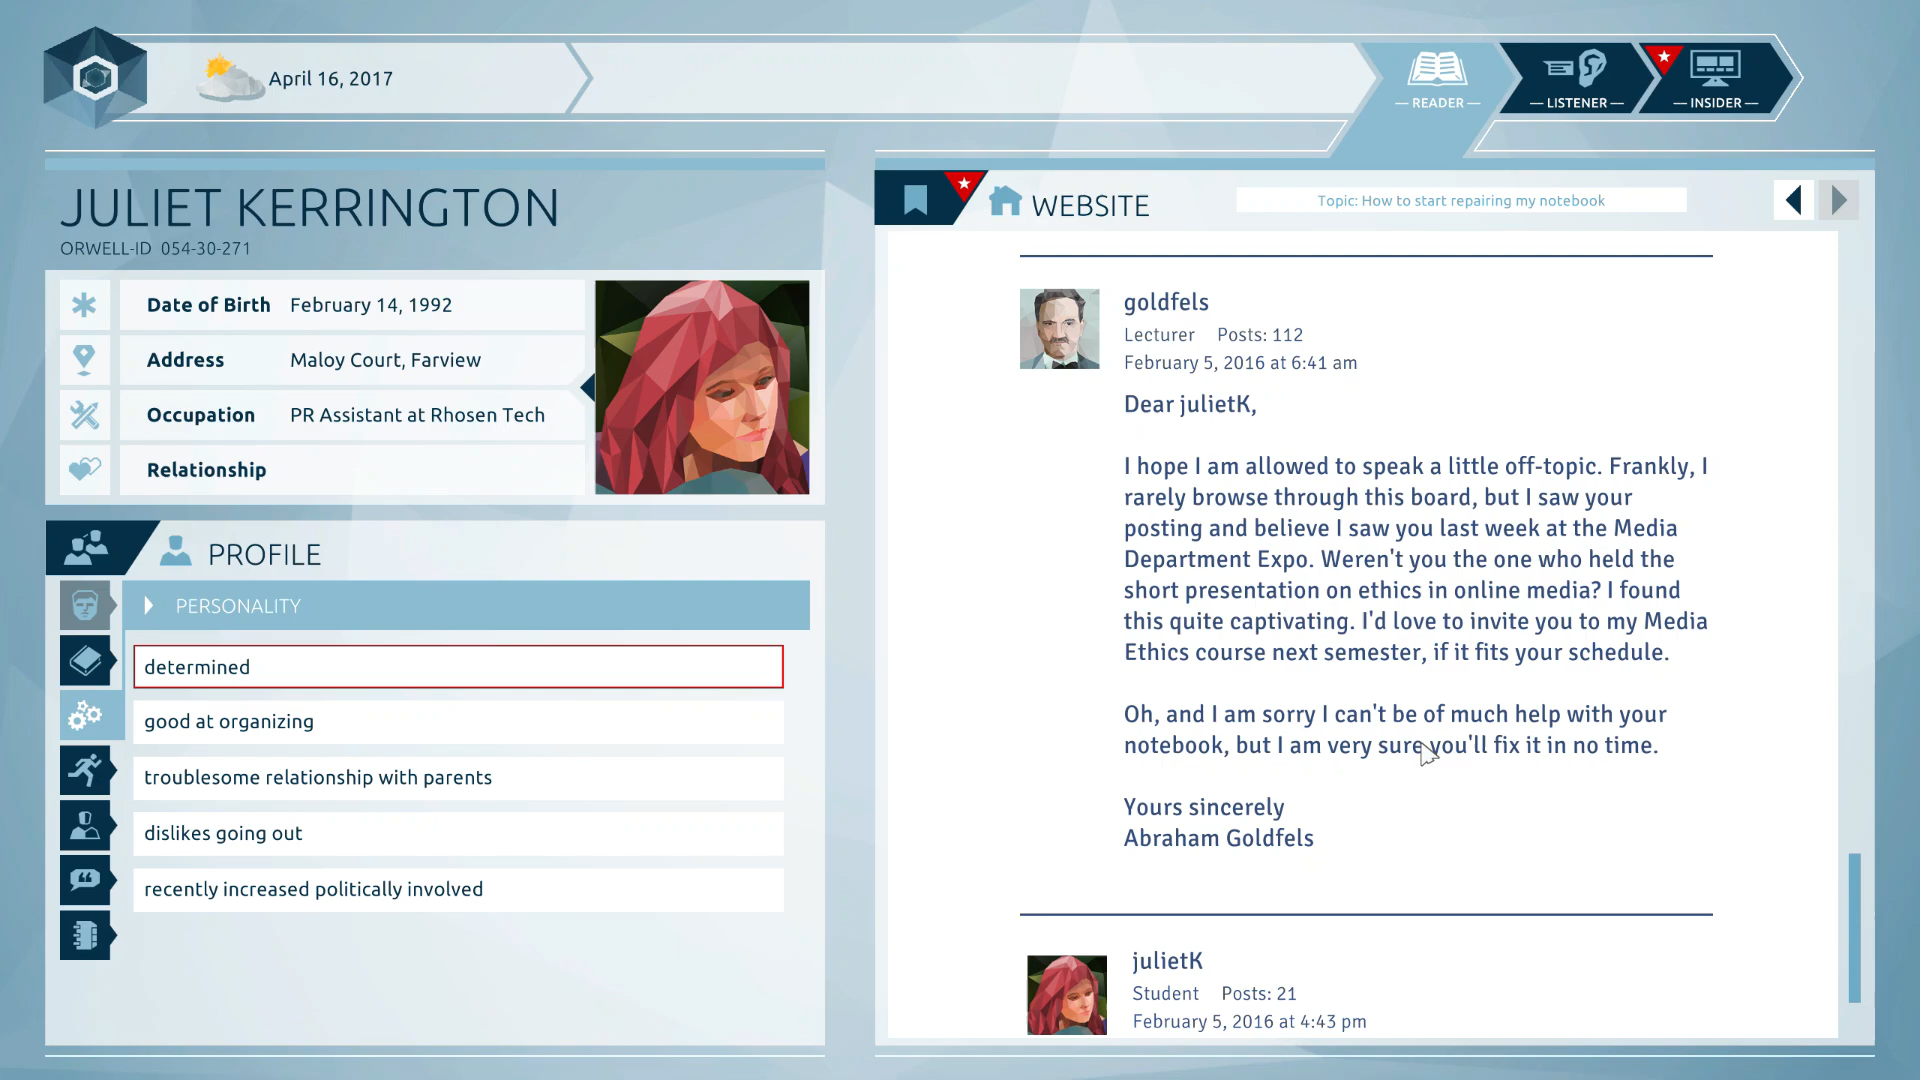 April 16, 2017
READER
LISTENER
INSIDER
JULIET KERRINGTON
ORWELL-ID 054-30-271
Date of Birth February 14, 1992
Address Maloy Court, Farview
Occupation PR Assistant at Rhosen Tech
Relationship
PROFILE
PERSONALITY
determined
good at organizing
troublesome relationship with parents
dislikes going out
recently increased politically involved
WEBSITE
Topic: How to start repairing my notebook
goldfels
Lecturer Posts: 112
February 5, 2016 at 6:41 am
Dear julietK,
I hope I am allowed to speak a little off-topic. Frankly, I
rarely browse through this board, but I saw your
posting and believe I saw you last week at the Media
Department Expo. Weren't you the one who held the
short presentation on ethics in online media? I found
this quite captivating. I'd love to invite you to my Media
Ethics course next semester, if it fits your schedule.
Oh, and I am sorry I can't be of much help with your
notebook, but I am very sure you'll fix it in no time.
Yours sincerely
Abraham Goldfels
julietK
Student Posts: 21
February 5, 2016 at 4:43 pm